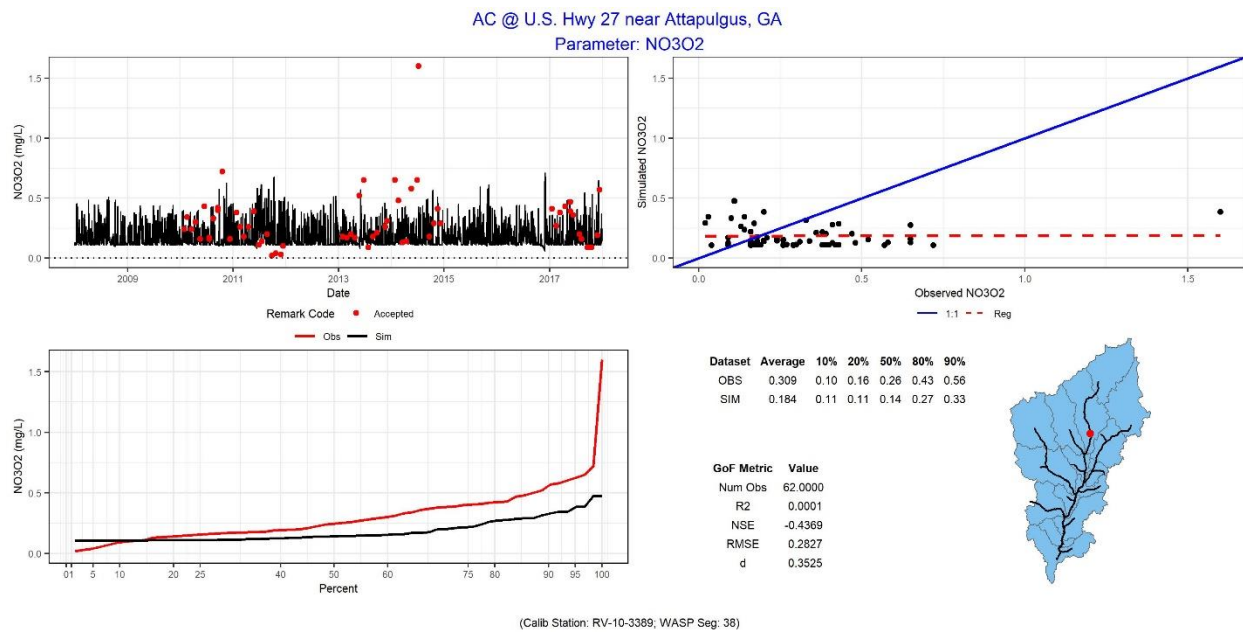 AC @ U.S. Hwy 27 near Attapulgus, GA
Parameter: NO3O2
NO3O2 (mg/L)
1.5
1.0
0.5
0.0
2009 2011 2013 2015 2017
Date
Remark Code Accepted
Simulated NO3O2
1.5
1.0
0.5
0.0
0.0 0.5 1.0 1.5
Observed NO3O2
1:1 Reg
Obs Sim
NO3O2 (mg/L)
1.5
1.0
0.5
0.0
01 5 10 20 25 40 50 60 75 80 90 95 100
Percent
Dataset Average 10% 20% 50% 80% 90%
OBS 0.309 0.10 0.16 0.26 0.43 0.56
SIM 0.184 0.11 0.11 0.14 0.27 0.33
GoF Metric Value
Num Obs 62.0000
R2 0.0001
NSE -0.4369
RMSE 0.2827
d 0.3525
(Calib Station: RV-10-3389; WASP Seg: 38)